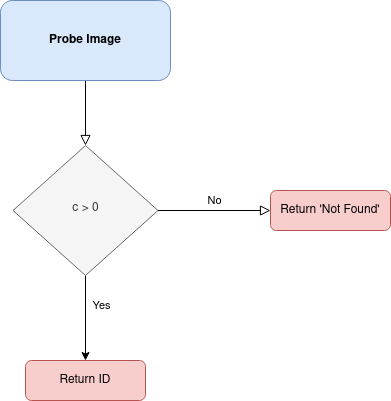 Probe Image
c > 0
No
Return 'Not Found'
Yes
Return ID